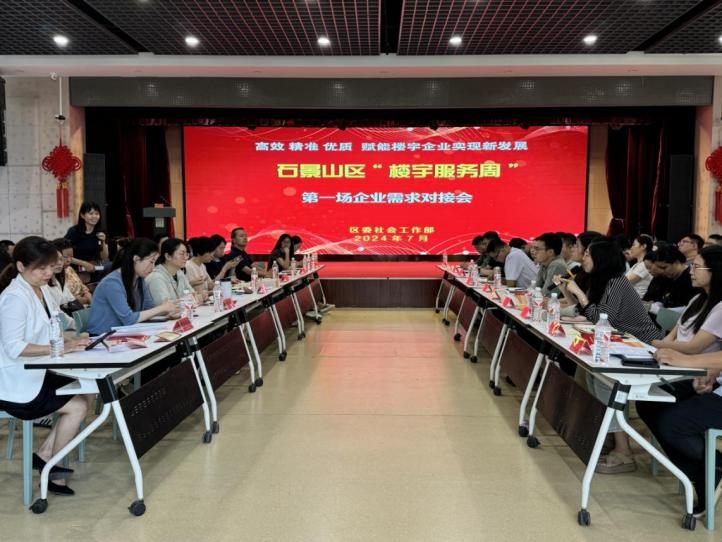 高效 精准 优质 赋能楼宇企业实现新发展
石景山区“楼宇服务周”
第一场企业需求对接会
区委社会工作部
2024年7月